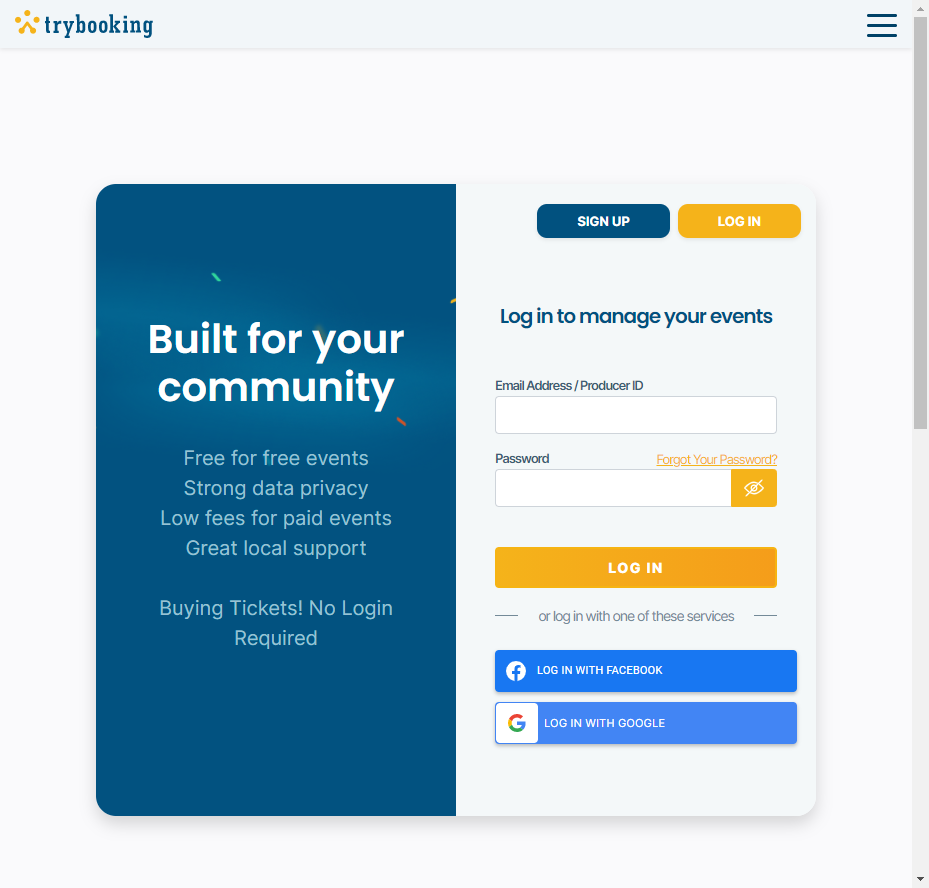 trybooking
SIGN UP
LOG IN
Built for your
community
Free for free events
Strong data privacy
Low fees for paid events
Great local support
Buying Tickets! No Login
Required
Log in to manage your events
Email Address / Producer ID
Password
Forgot Your Password?
LOG IN
or log in with one of these services
LOG IN WITH FACEBOOK
LOG IN WITH GOOGLE